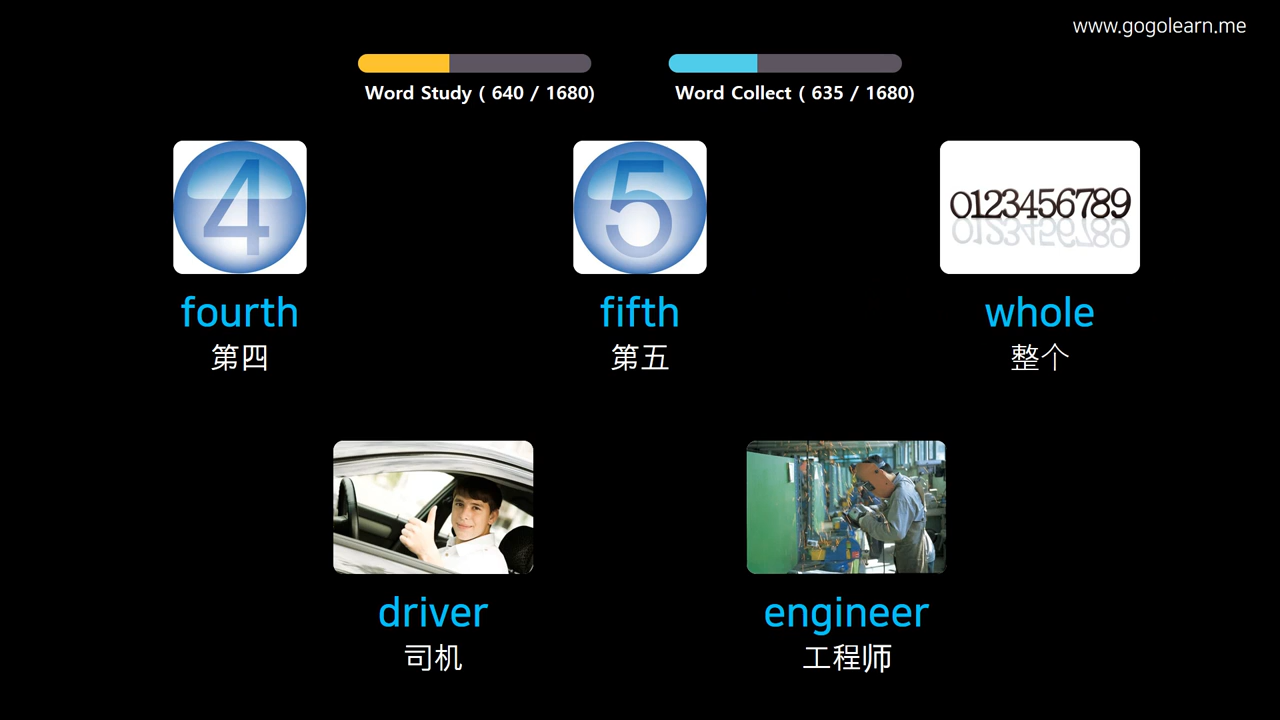 www.gogolearn.me
Word Study ( 640 / 1680)
Word Collect ( 635 / 1680)
4
5
0123456789
fourth
fifth
whole
第四
第五
整个
driver
engineer
司机
工程师